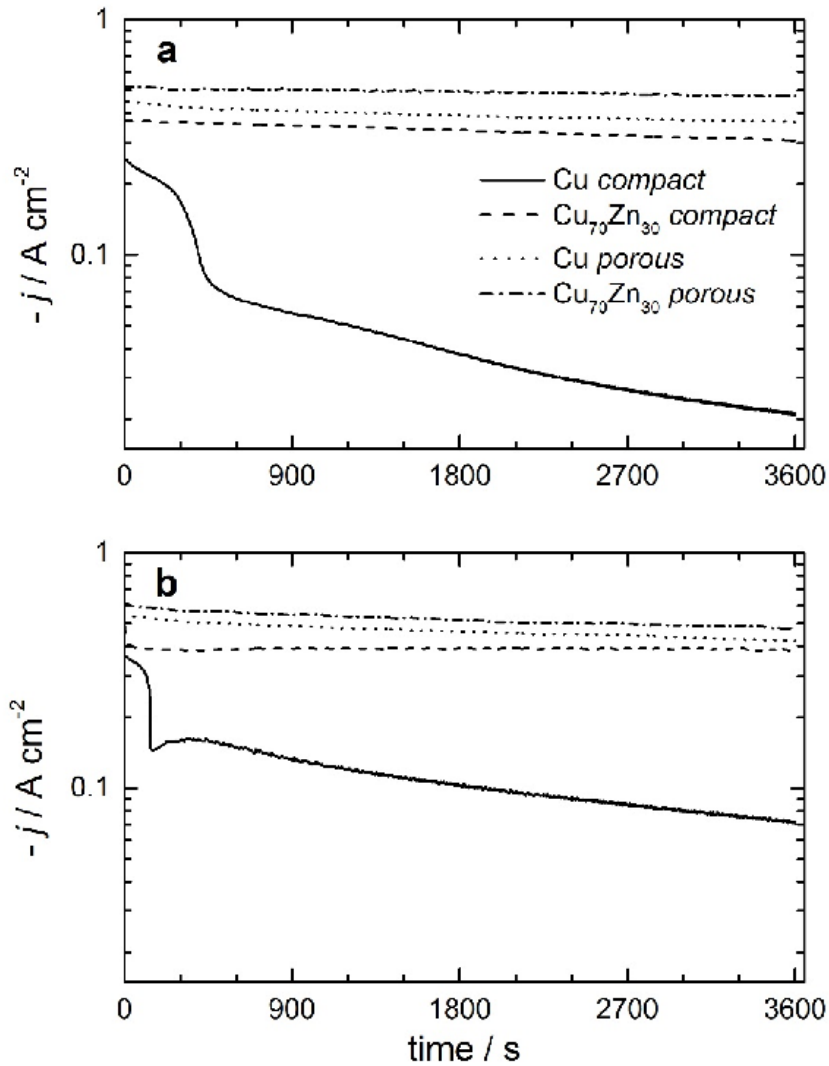 1
a
Cu compact
Cu70Zn30 compact
Cu porous
Cu70Zn30 porous
0.1
- j / A cm-2
0 900 1800 2700 3600
1
b
0.1
- j / A cm-2
0 900 1800 2700 3600
time / s